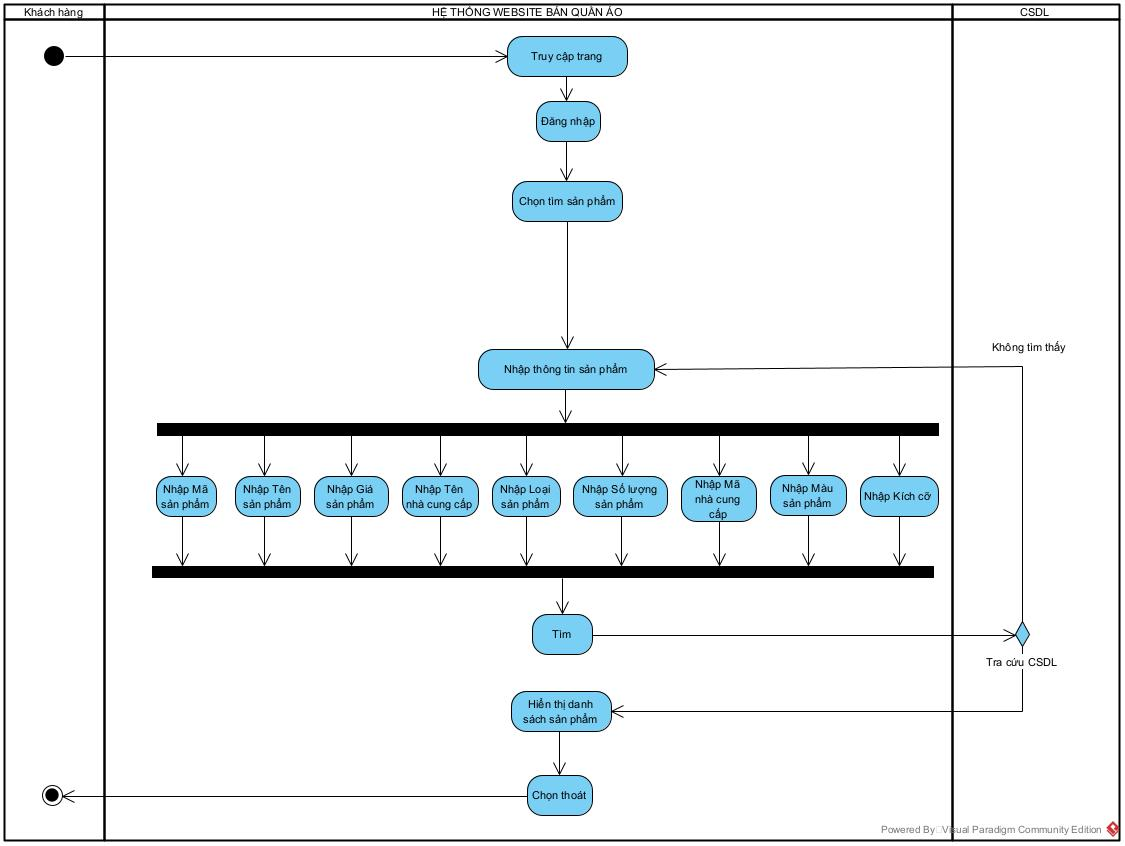 Khách hàng
HỆ THỐNG WEBSITE BÁN QUẦN ÁO
CSDL
Truy cập trang
Đăng nhập
Chọn tìm sản phẩm
Không tìm thấy
Nhập thông tin sản phẩm
Nhập Mã
sản phẩm
Nhập Tên
sản phẩm
Nhập Giá
sản phẩm
Nhập Tên
nhà cung cấp
Nhập Loại
sản phẩm
Nhập Số lượng
sản phẩm
Nhập Mã
nhà cung
cấp
Nhập Màu
sản phẩm
Nhập Kích cỡ
Tìm
Tra cứu CSDL
Hiển thị danh
sách sản phẩm
Chọn thoát
Powered By Visual Paradigm Community Edition